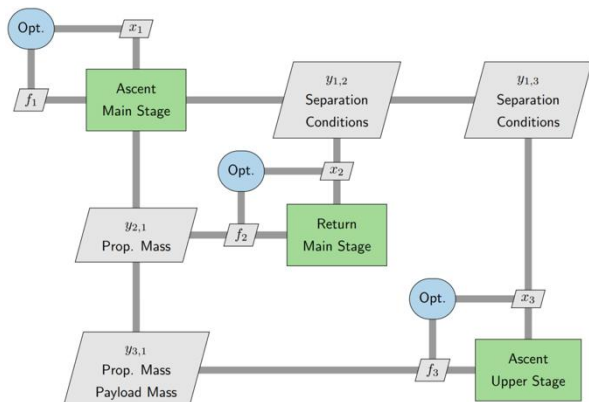 Opt.
x₁
f₁
Ascent
Main Stage
y₁,₂
Separation
Conditions
y₁,₃
Separation
Conditions
Opt.
x₂
y₂,₁
Prop. Mass
f₂
Return
Main Stage
Opt.
x₃
y₃,₁
Prop. Mass
Payload Mass
f₃
Ascent
Upper Stage